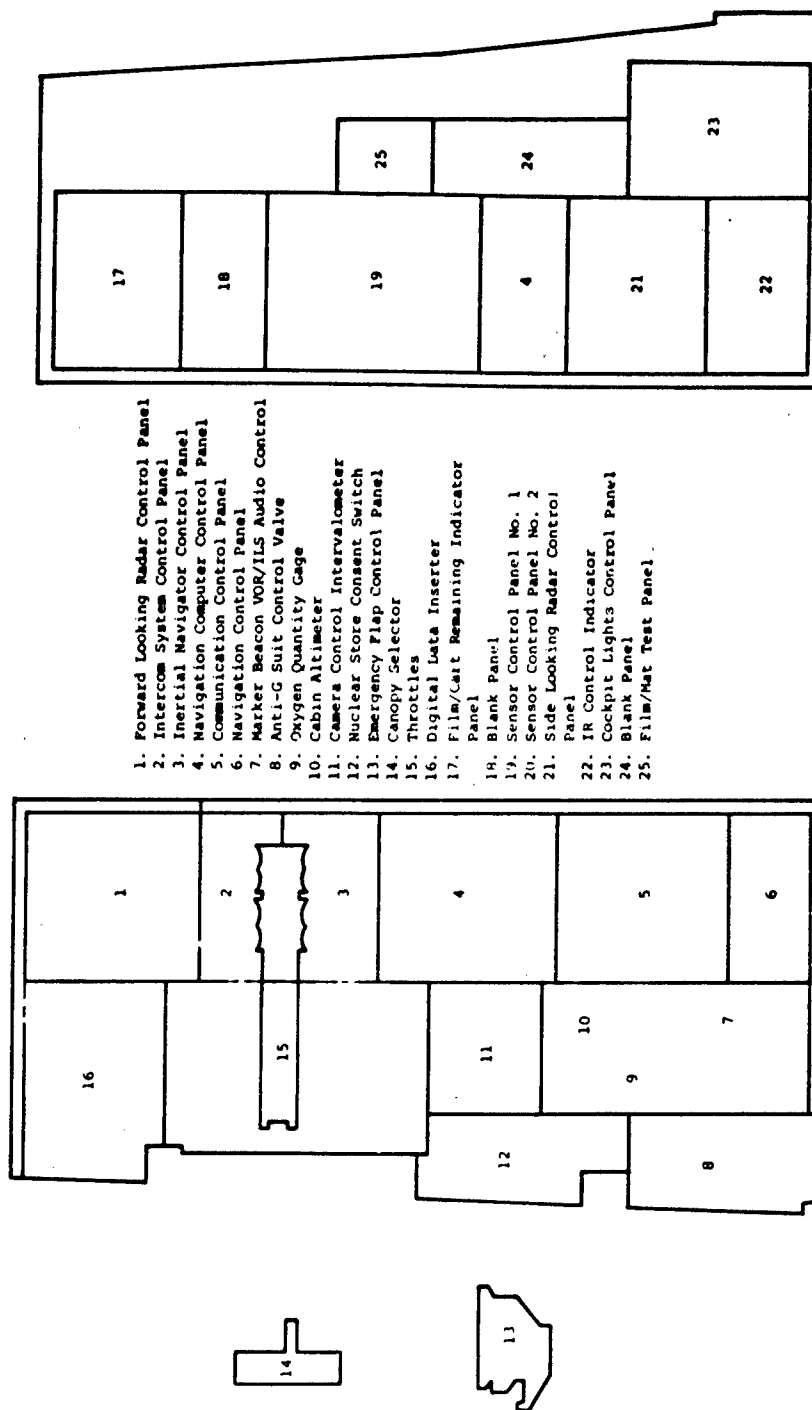 1. Forward Looking Radar Control Panel
2. Intercom System Control Panel
3. Inertial Navigator Control Panel
4. Navigation Computer Control Panel
5. Communication Control Panel
6. Navigation Control Panel
7. Marker Beacon VOR/ILS Audio Control
8. Anti-G Suit Control Valve
9. Oxygen Quantity Gage
10. Cabin Altimeter
11. Camera Control Intervalometer
12. Nuclear Store Consent Switch
13. Emergency Flap Control Panel
14. Canopy Selector
15. Throttles
16. Digital Data Inserter
17. Film/Cart Remaining Indicator
Panel
18. Blank Panel
19. Sensor Control Panel No. 1
20. Sensor Control Panel No. 2
21. Side Looking Radar Control
Panel
22. IR Control Indicator
23. Cockpit Lights Control Panel
24. Blank Panel
25. Film/Mat Test Panel
17
18
19
4
21
22
25
24
23
1
2
3
4
5
6
16
15
11
10
9
7
12
8
14
13